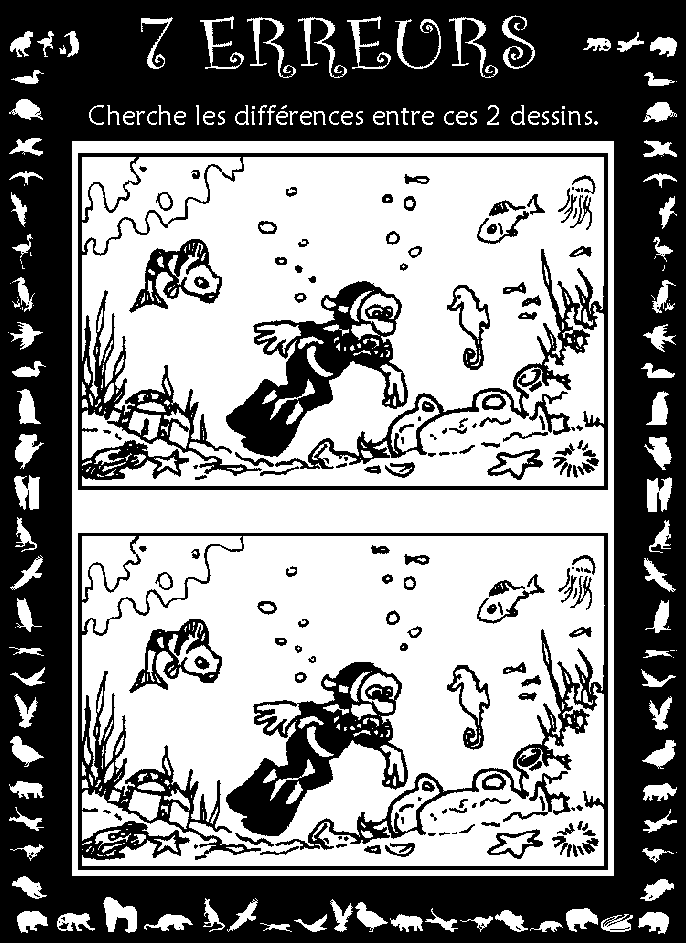 7 ERREURS
Cherche les différences entre ces 2 dessins.